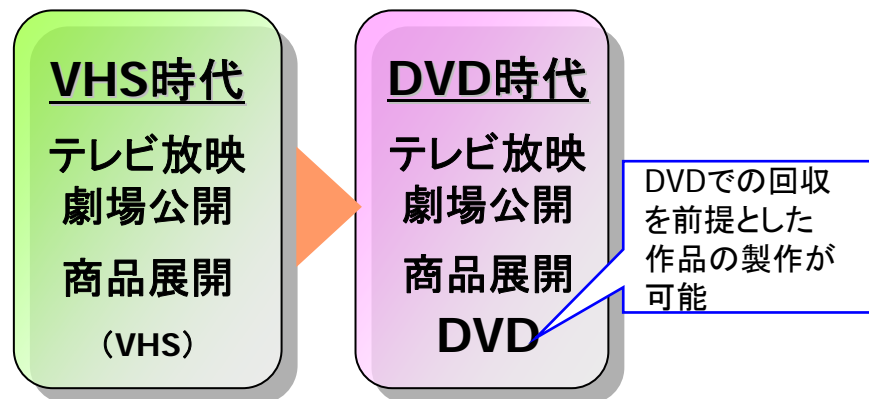 VHS時代
テレビ放映
劇場公開
商品展開
（VHS）
DVD時代
テレビ放映
劇場公開
商品展開
DVD
DVDでの回収
を前提とした
作品の製作が
可能